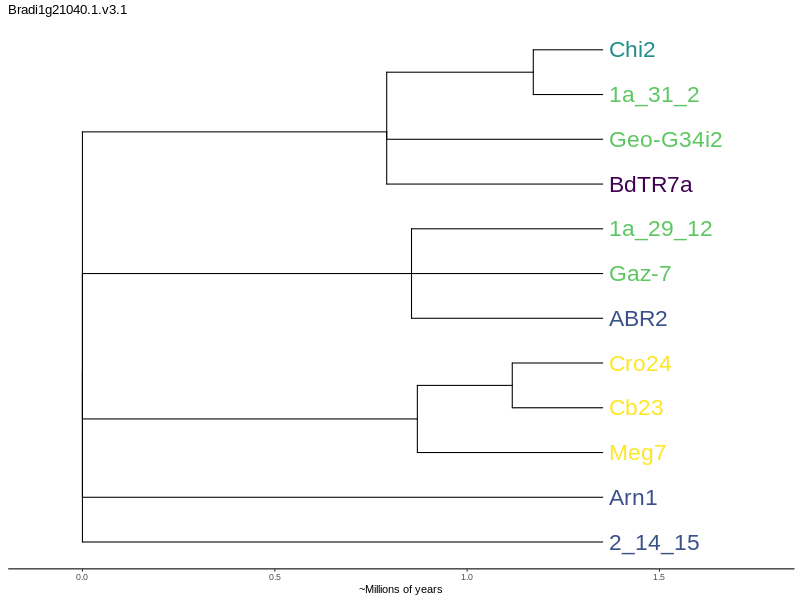 Bradi1g21040.1.v3.1
Chi2
1a_31_2
Geo-G34i2
BdTR7a
1a_29_12
Gaz-7
ABR2
Cro24
Cb23
Meg7
Arn1
2_14_15
0.0 0.5 1.0 1.5
~Millions of years